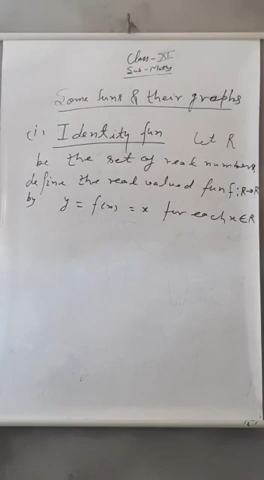 Class-XI
Sub-Maths
Some funs & their graphs
(i) Identity fun Let R
be the set of real numbers,
define the real valued fun f:R→R
by y = f(x) = x for each x∈R